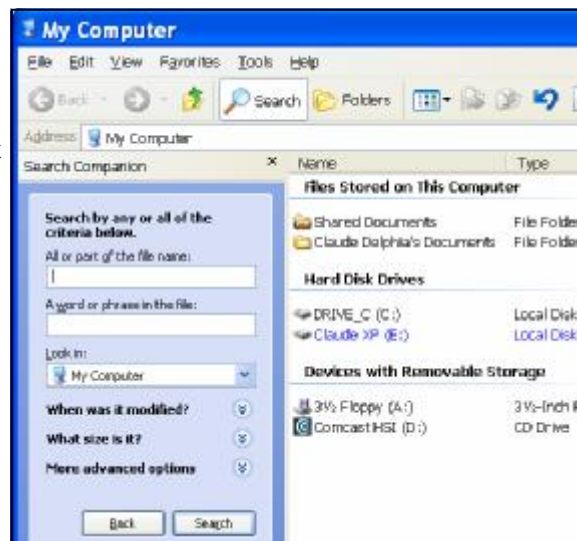 My Computer
File Edit View Favorites Tools Help
Back Search Folders
Address My Computer
Search Companion × Name Type
Files Stored on This Computer
Search by any or all of the
criteria below.
Shared Documents File Folder
Claude Dalphia's Documents File Folder
All or part of the file name:
Hard Disk Drives
A word or phrase in the file:
DRIVE_C (C:) Local Disk
Claude XP (E:) Local Disk
Look in:
My Computer
Devices with Removable Storage
When was it modified?
3½ Floppy (A:) 3½-Inch
What size is it?
Comcast HSI (D:) CD Drive
More advanced options
Back Search